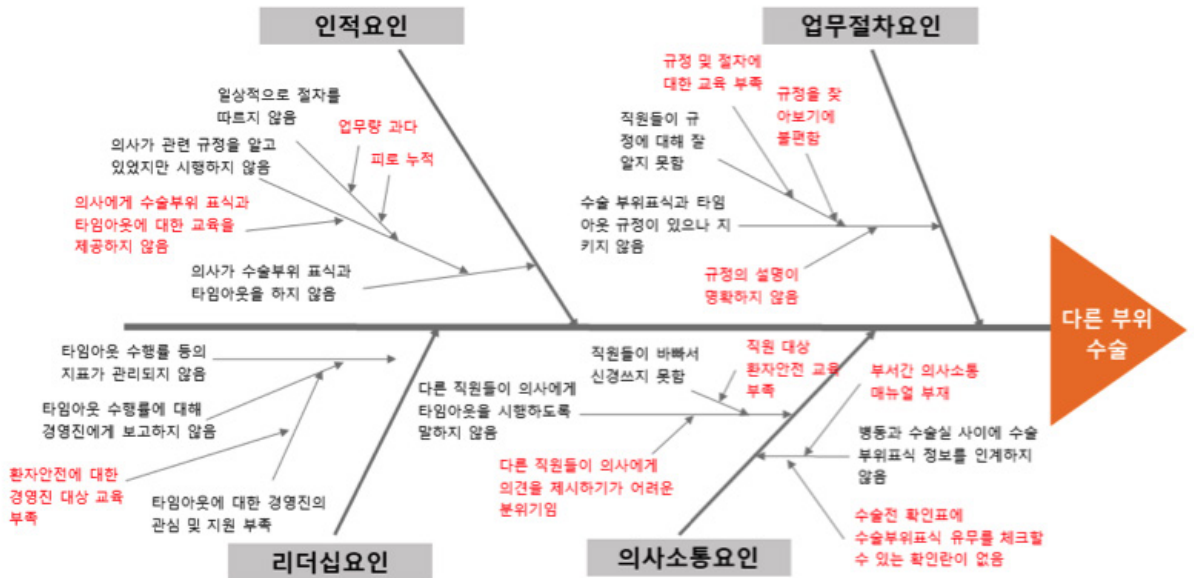 인적요인
업무절차요인
일상적으로 절차를
따르지 않음
업무량 과다
피로 누적
의사가 관련 규정을 알고
있었지만 시행하지 않음
의사에게 수술부위 표식과
타임아웃에 대한 교육을
제공하지 않음
의사가 수술부위 표식과
타임아웃을 하지 않음
규정 및 절차에
대한 교육 부족
규정을 찾
아보기에
불편함
직원들이 규
정에 대해 잘
알지 못함
수술 부위표식과 타임
아웃 규정이 있으나 지
키지 않음
규정의 설명이
명확하지 않음
다른 부위
수술
타임아웃 수행률 등의
지표가 관리되지 않음
타임아웃 수행률에 대해
경영진에게 보고하지 않음
환자안전에 대한
경영진 대상 교육
부족
타임아웃에 대한 경영진의
관심 및 지원 부족
직원들이 바빠서
신경쓰지 못함
직원 대상
환자안전 교육
부족
다른 직원들이 의사에게
타임아웃을 시행하도록
말하지 않음
다른 직원들이 의사에게
의견을 제시하기가 어려운
분위기임
부서간 의사소통
매뉴얼 부재
병동과 수술실 사이에 수술
부위표식 정보를 인계하지
않음
수술전 확인표에
수술부위표식 유무를 체크할
수 있는 확인란이 없음
리더십요인
의사소통요인